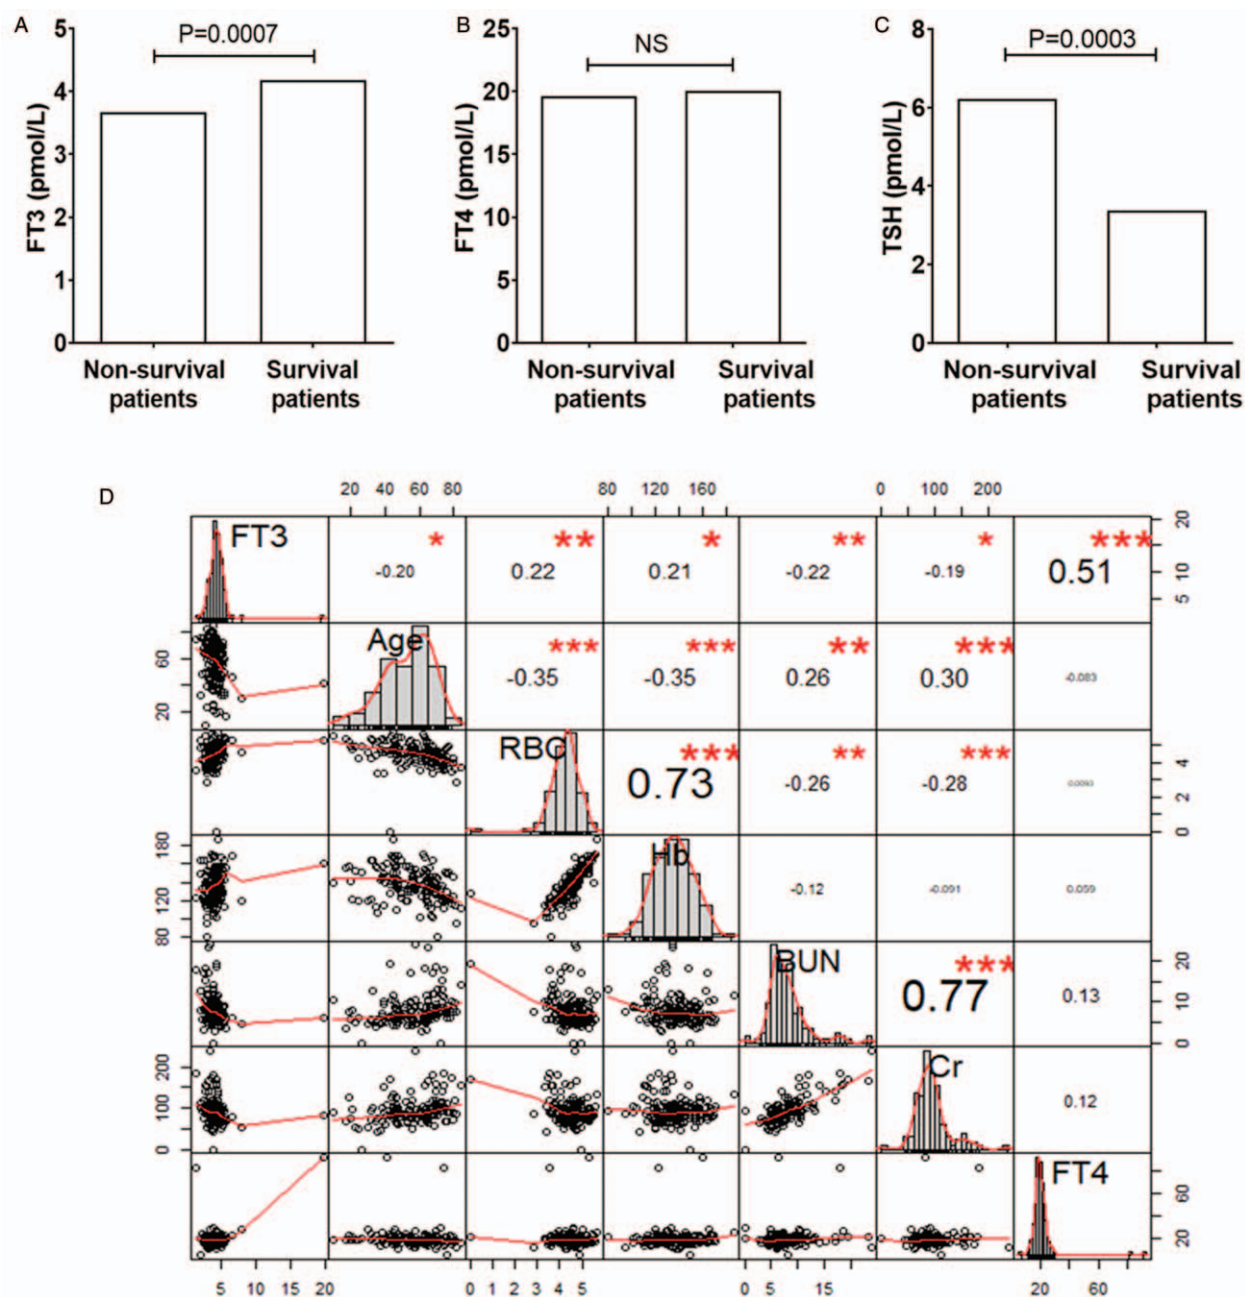 A
FT3 (pmol/L)
5
4
3
2
1
0
P=0.0007
Non-survival patients
Survival patients
B
FT4 (pmol/L)
25
20
15
10
5
0
NS
Non-survival patients
Survival patients
C
TSH (pmol/L)
8
6
4
2
0
P=0.0003
Non-survival patients
Survival patients
D
20 40 60 80
80 120 160
0 100 200
FT3 * ** * ** * ***
-0.20 0.22 0.21 -0.22 -0.19 0.51
20
10
5
Age *** *** ** ***
-0.35 -0.35 0.26 0.30 -0.083
60
20
RBC *** ** ***
0.73 -0.26 -0.28 0.0093
4
2
0
Hb
-0.12 -0.091 0.059
180
120
80
BUN ***
0.77 0.13
20
10
0
Cr
0.12
200
100
0
FT4
60
20
5 10 15 20
0 1 2 3 4 5
0 5 15
20 60